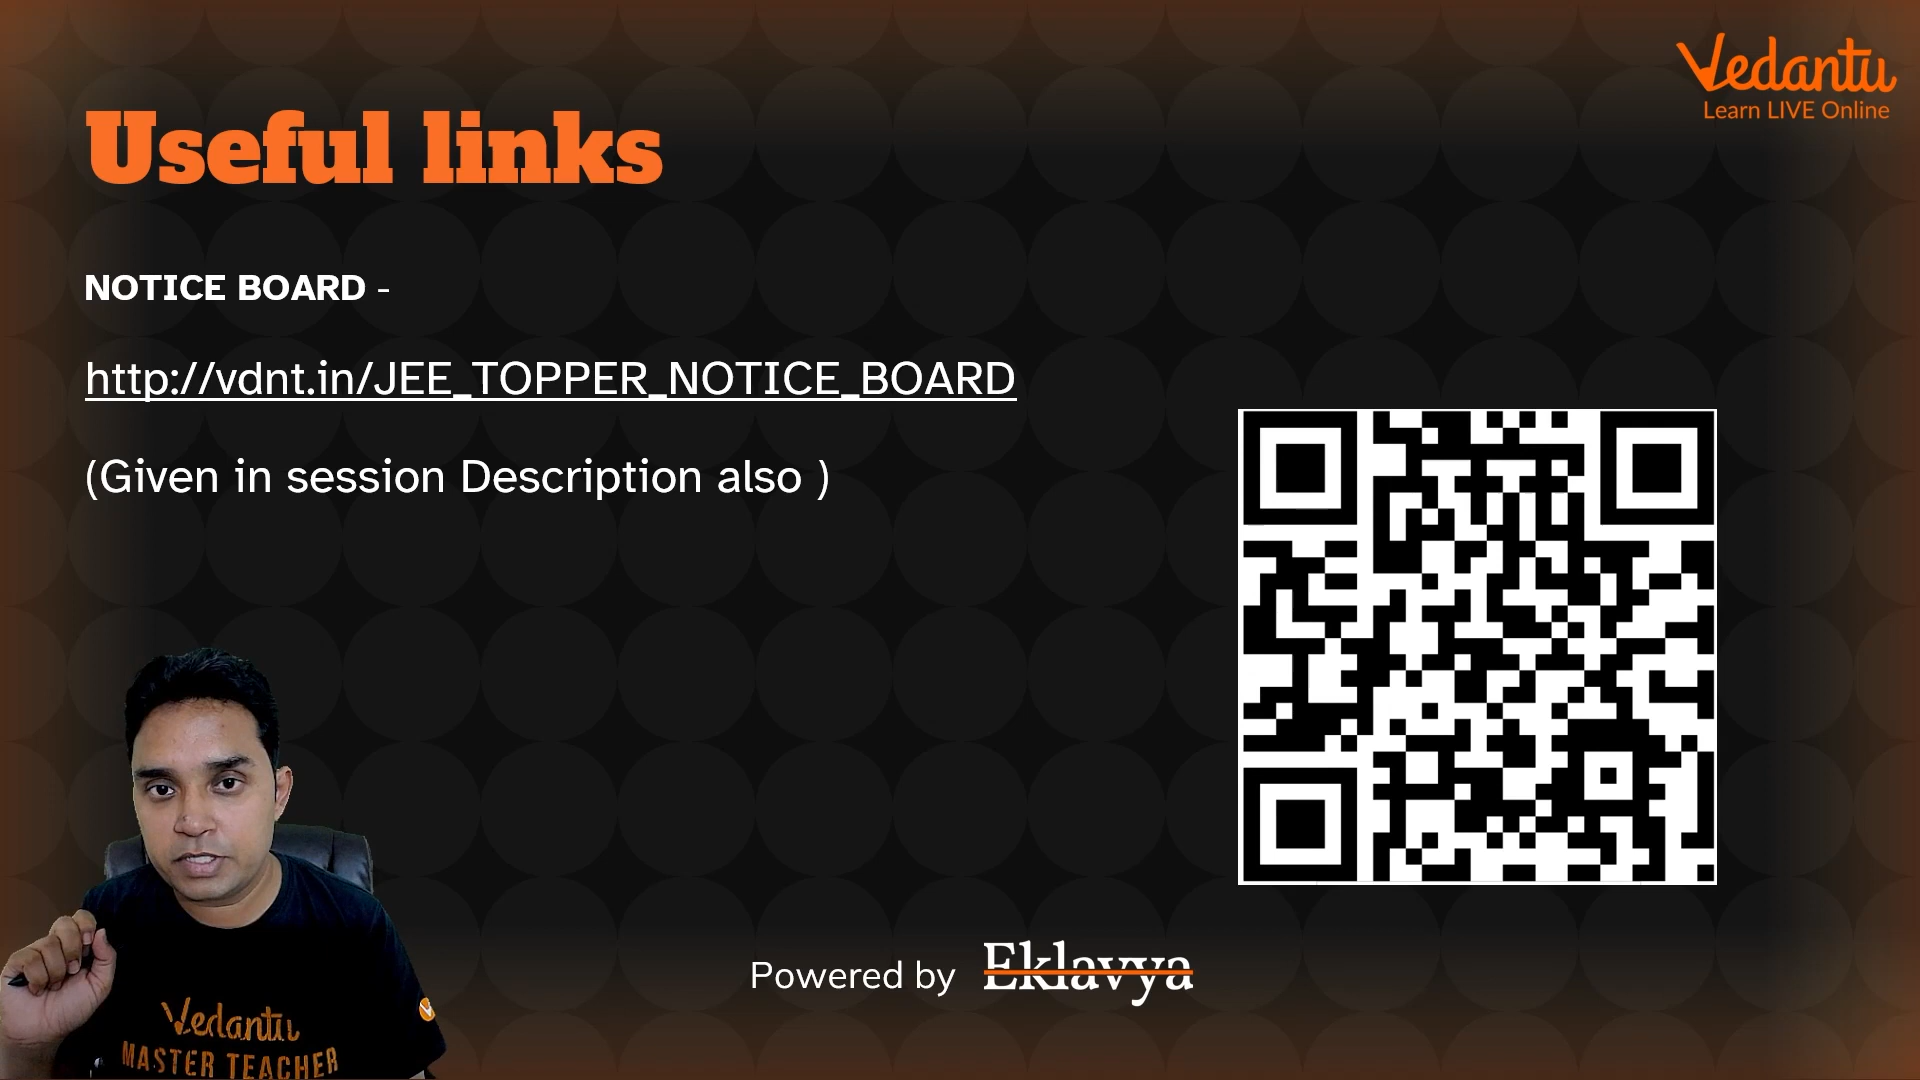 Vedantu
Learn LIVE Online
Useful links
NOTICE BOARD -
http://vdnt.in/JEE_TOPPER_NOTICE_BOARD
(Given in session Description also )
Powered by Eklavya
Vedantu
MASTER TEACHER